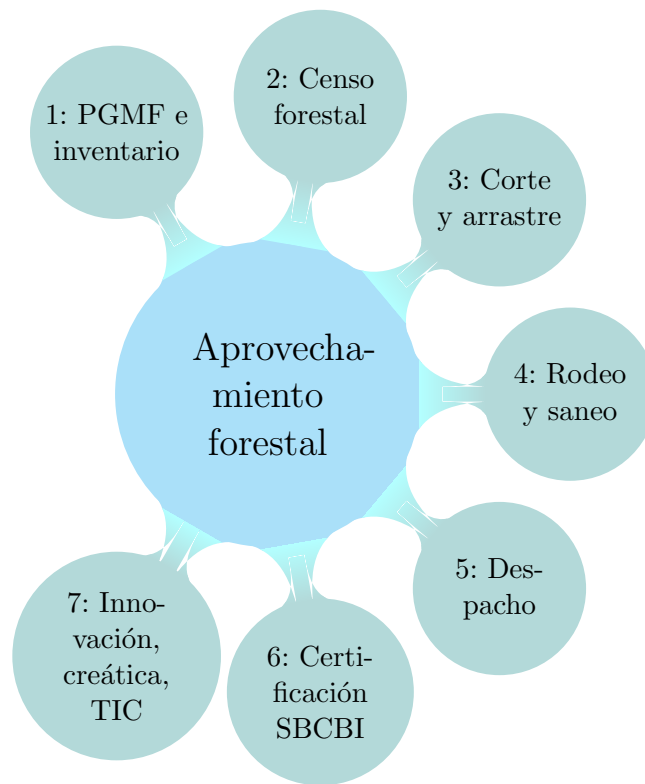 1: PGMF e
inventario
2: Censo
forestal
3: Corte
y arrastre
Aprovecha-
miento
forestal
4: Rodeo
y saneo
5: Des-
pacho
6: Certi-
ficación
SBCBI
7: Inno-
vación,
creática,
TIC